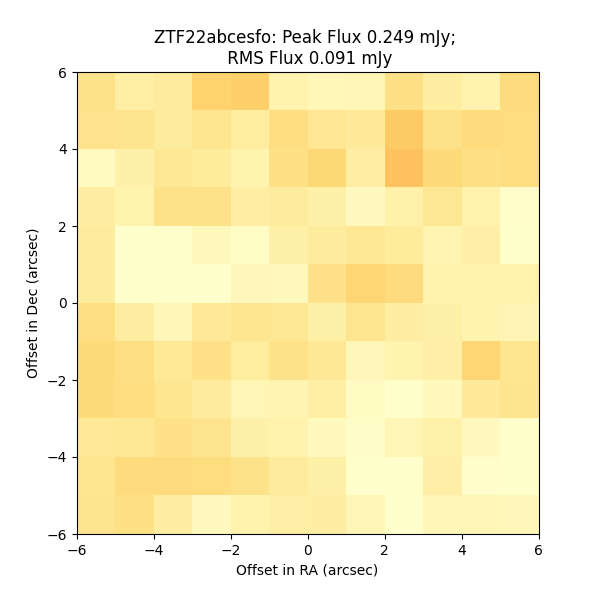 ZTF22abcesfo: Peak Flux 0.249 mJy;
RMS Flux 0.091 mJy
6
4
2
0
−2
−4
−6
Offset in Dec (arcsec)
−6 −4 −2 0 2 4 6
Offset in RA (arcsec)